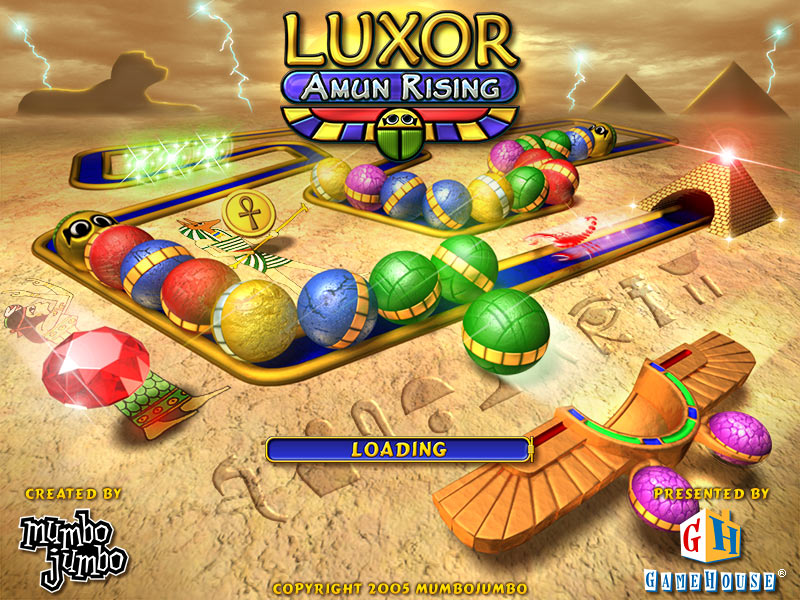 LUXOR
AMUN RISING
LOADING
CREATED BY
mumbo
jumbo
PRESENTED BY
GH
GAMEHOUSE®
COPYRIGHT 2005 MUMBOJUMBO